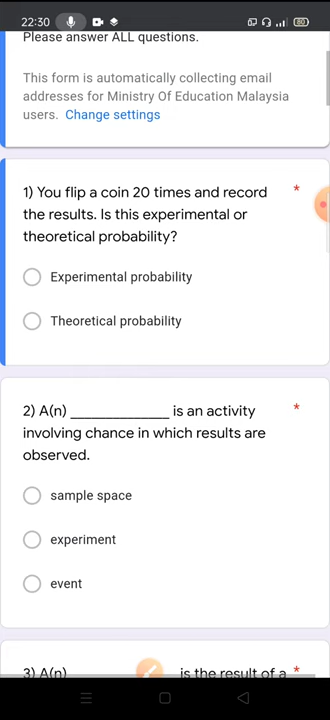 22:30
80
Please answer ALL questions.
This form is automatically collecting email
addresses for Ministry Of Education Malaysia
users. Change settings
1) You flip a coin 20 times and record *
the results. Is this experimental or
theoretical probability?
Experimental probability
Theoretical probability
2) A(n) ______________ is an activity *
involving chance in which results are
observed.
sample space
experiment
event
3) A(n) is the result of a *